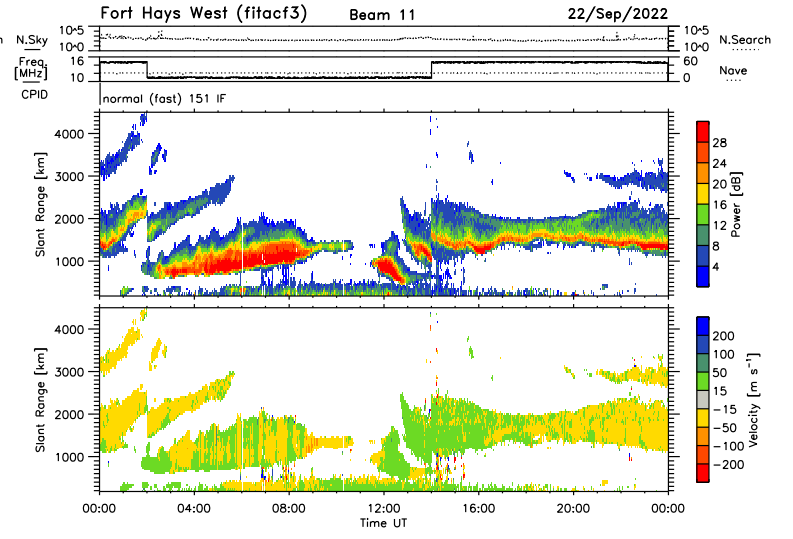 Fort Hays West (fitacf3) Beam 11 22/Sep/2022
N.Sky 10^5 10^0 10^5 10^0 N.Search
Freq. [MHz] 16 10 60 0 Nave
CPID normal (fast) 151 IF
Slant Range [km] 4000 3000 2000 1000
28 24 20 16 12 8 4 Power [dB]
Slant Range [km] 4000 3000 2000 1000
200 100 50 15 −15 −50 −100 −200 Velocity [m s⁻¹]
00:00 04:00 08:00 12:00 16:00 20:00 00:00
Time UT